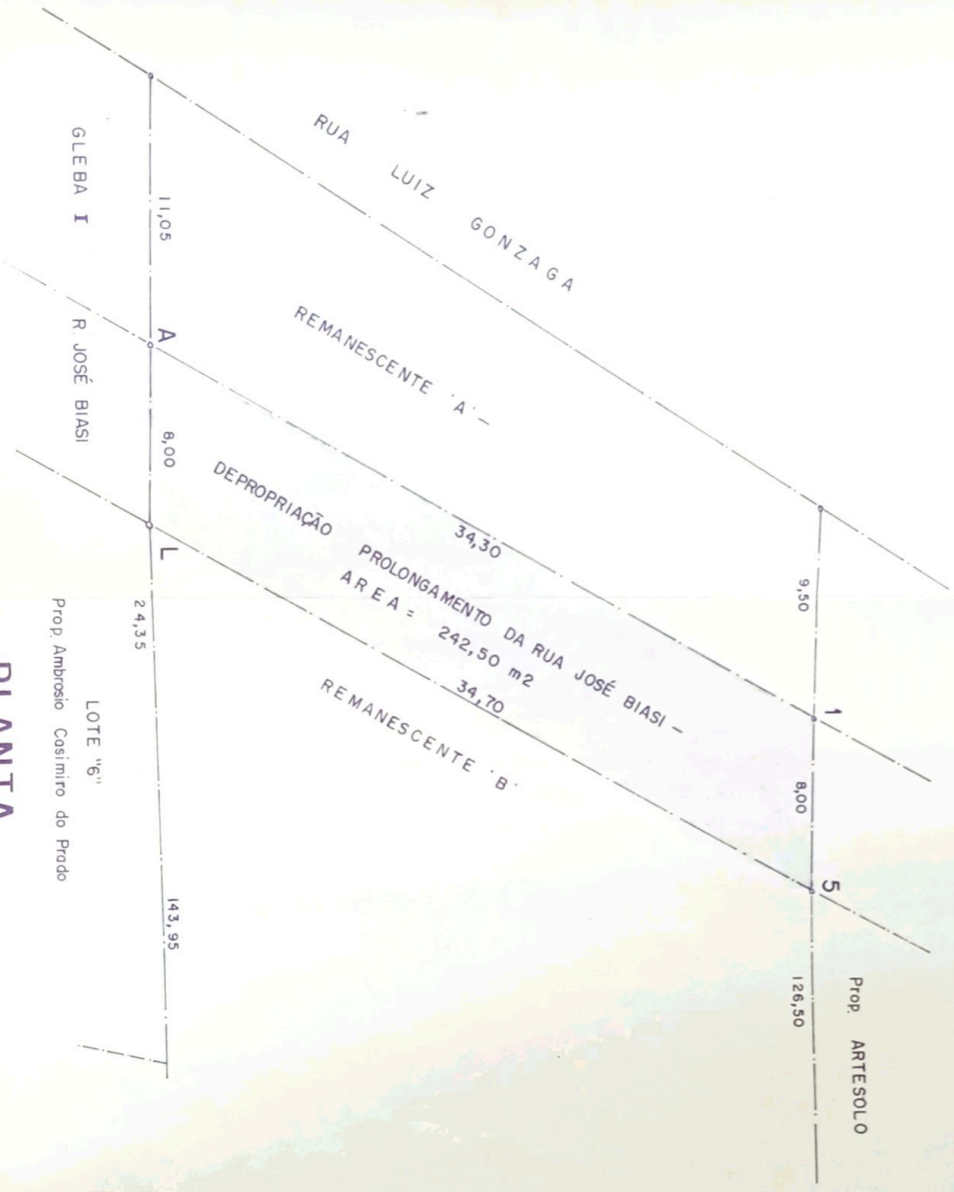 RUA LUIZ GONZAGA
GLEBA I
11,05
REMANESCENTE 'A' –
A
R. JOSÉ BIASI
8,00
L
DEPROPRIAÇÃO PROLONGAMENTO DA RUA JOSÉ BIASI –
AREA = 242,50 m2
34,30
34,70
9,50
1
8,00
5
REMANESCENTE 'B'
24,35
LOTE "6"
Prop. Ambrosio Casimiro do Prado
143,95
126,50
Prop. ARTESOLO
PLANTA